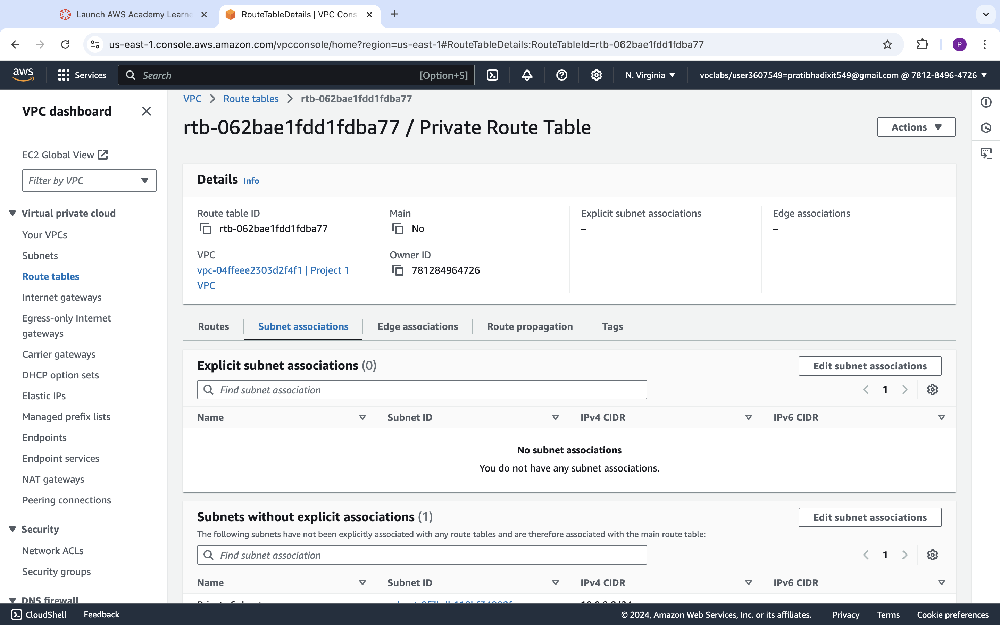 Launch AWS Academy Learne
RouteTableDetails | VPC Cons
us-east-1.console.aws.amazon.com/vpcconsole/home?region=us-east-1#RouteTableDetails:RouteTableId=rtb-062bae1fdd1fdba77
P
aws
Services
Search
[Option+S]
N. Virginia
voclabs/user3607549=pratibhadixit549@gmail.com @ 7812-8496-4726
VPC dashboard
EC2 Global View
Filter by VPC
Virtual private cloud
Your VPCs
Subnets
Route tables
Internet gateways
Egress-only Internet
gateways
Carrier gateways
DHCP option sets
Elastic IPs
Managed prefix lists
Endpoints
Endpoint services
NAT gateways
Peering connections
Security
Network ACLs
Security groups
DNS firewall
VPC > Route tables > rtb-062bae1fdd1fdba77
rtb-062bae1fdd1fdba77 / Private Route Table
Actions
Details Info
Route table ID
rtb-062bae1fdd1fdba77
VPC
vpc-04ffeee2303d2f4f1 | Project 1
VPC
Main
No
Owner ID
781284964726
Explicit subnet associations
–
Edge associations
–
Routes
Subnet associations
Edge associations
Route propagation
Tags
Explicit subnet associations (0)
Edit subnet associations
Find subnet association
1
Name
Subnet ID
IPv4 CIDR
IPv6 CIDR
No subnet associations
You do not have any subnet associations.
Subnets without explicit associations (1)
Edit subnet associations
The following subnets have not been explicitly associated with any route tables and are therefore associated with the main route table:
Find subnet association
1
Name
Subnet ID
IPv4 CIDR
IPv6 CIDR
Private Subnet
CloudShell
Feedback
© 2024, Amazon Web Services, Inc. or its affiliates.
Privacy
Terms
Cookie preferences